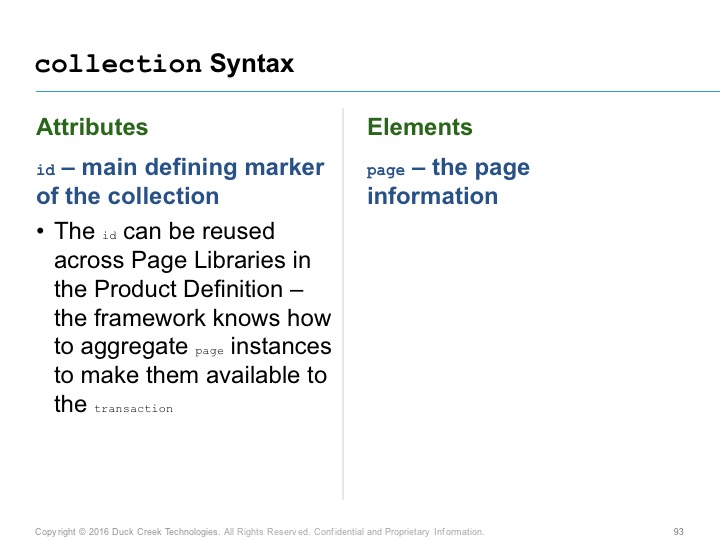 collection Syntax
Attributes
id – main defining marker
of the collection
• The id can be reused
across Page Libraries in
the Product Definition –
the framework knows how
to aggregate page instances
to make them available to
the transaction
Elements
page – the page
information
Copyright © 2016 Duck Creek Technologies. All Rights Reserved. Confidential and Proprietary Information.
93